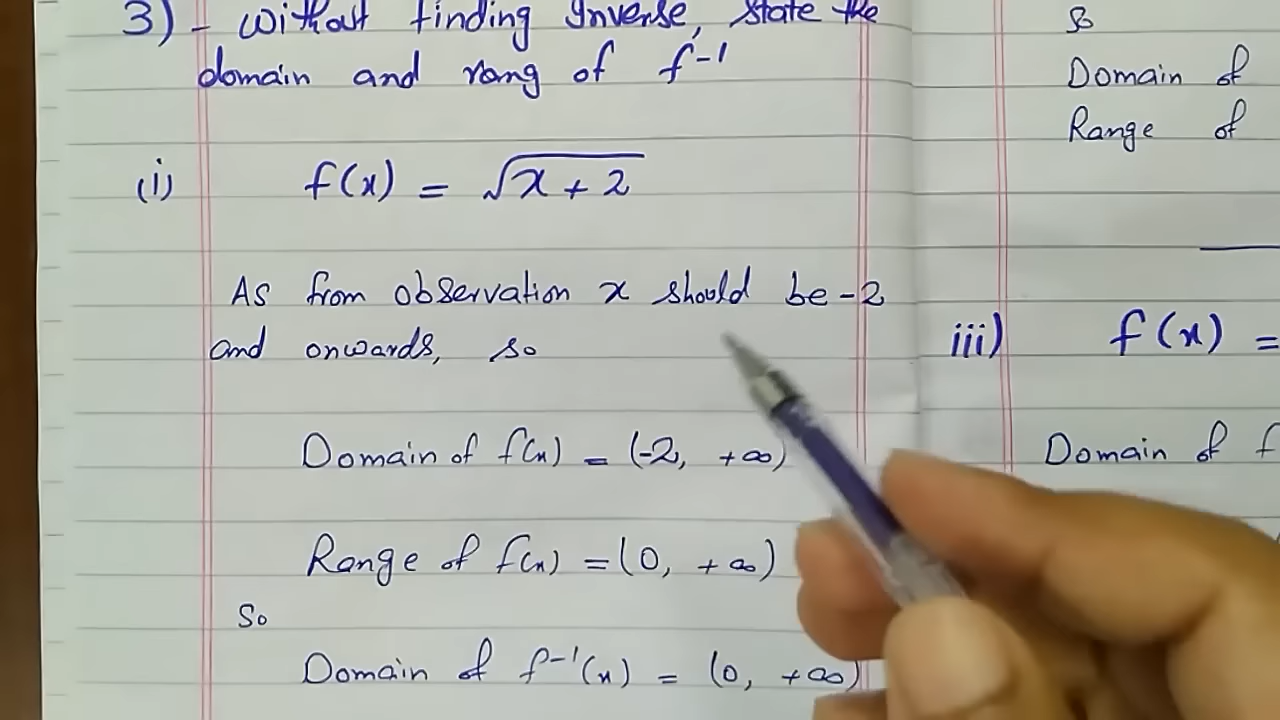 3) - without finding Inverse, state the
domain and rang of f⁻¹
(i) f(x) = √x + 2
As from observation x should be -2
and onwards, so
Domain of f(x) = (-2, +∞)
Range of f(x) = (0, +∞)
So
Domain of f⁻¹(x) = (0, +∞)
So
Domain of
Range of
iii) f(x) =
Domain of f